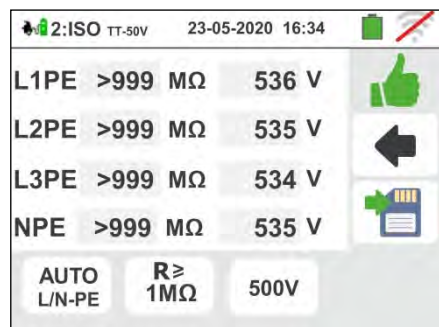 2:ISO TT-50V 23-05-2020 16:34
L1PE >999 MΩ 536 V
L2PE >999 MΩ 535 V
L3PE >999 MΩ 534 V
NPE >999 MΩ 535 V
AUTO L/N-PE
R≥ 1MΩ
500V